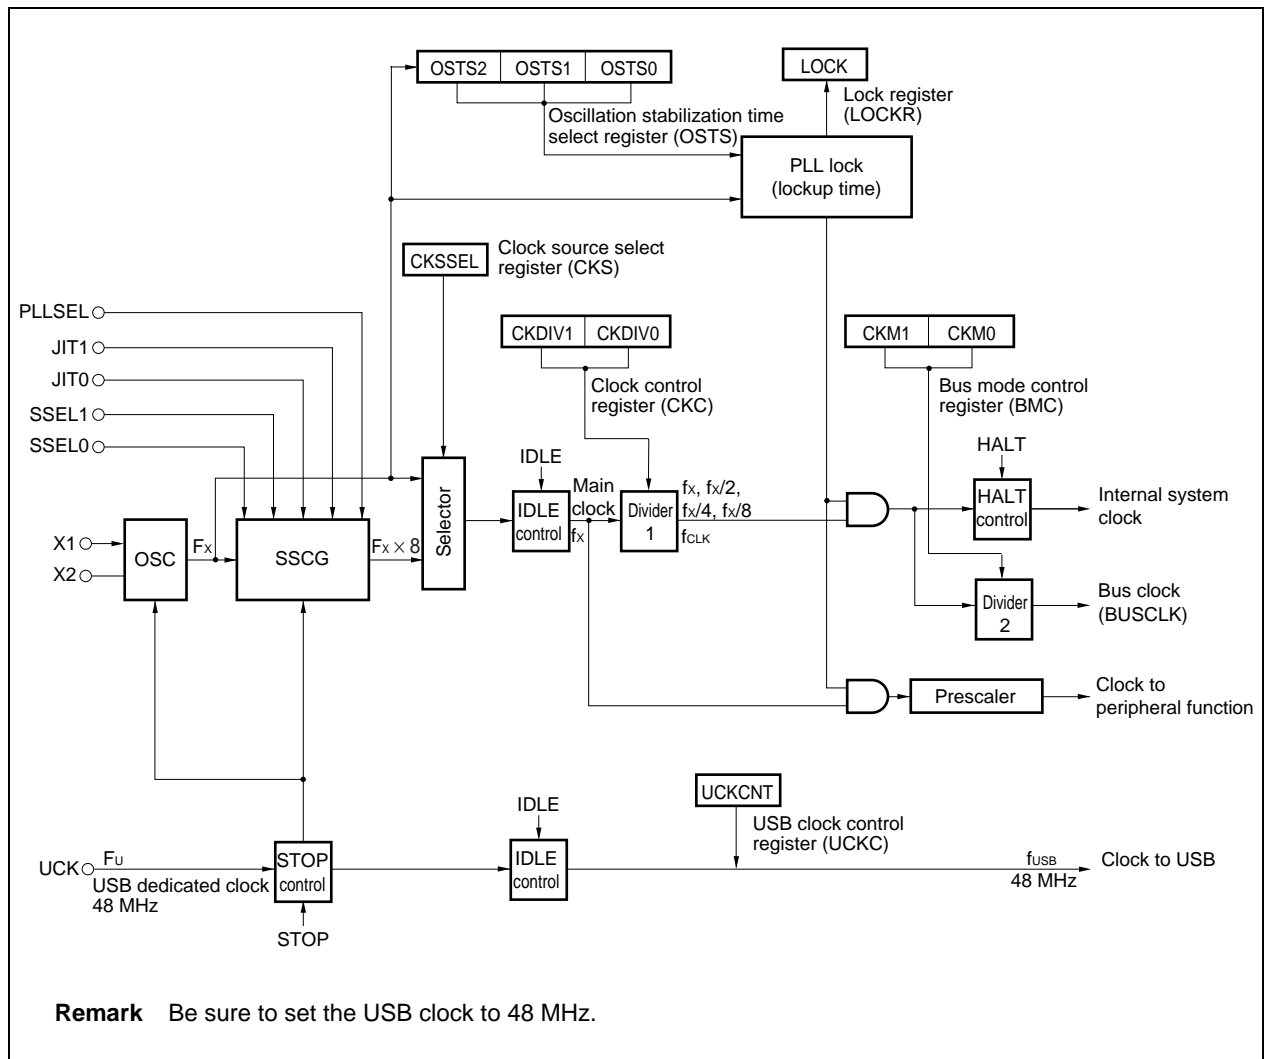 OSTS2 OSTS1 OSTS0
LOCK
Lock register
(LOCKR)
Oscillation stabilization time
select register (OSTS)
PLL lock
(lockup time)
CKSSEL
Clock source select
register (CKS)
PLLSEL
JIT1
JIT0
SSEL1
SSEL0
CKDIV1 CKDIV0
Clock control
register (CKC)
CKM1 CKM0
Bus mode control
register (BMC)
X1
X2
OSC
FX
SSCG
FX × 8
Selector
IDLE
IDLE
control
Main
clock
fX
Divider
1
fX, fX/2,
fX/4, fX/8
fCLK
HALT
HALT
control
Internal system
clock
Divider
2
Bus clock
(BUSCLK)
Prescaler
Clock to
peripheral function
UCK
FU
USB dedicated clock
48 MHz
STOP
control
STOP
IDLE
IDLE
control
UCKCNT
USB clock control
register (UCKC)
fUSB
48 MHz
Clock to USB
Remark Be sure to set the USB clock to 48 MHz.